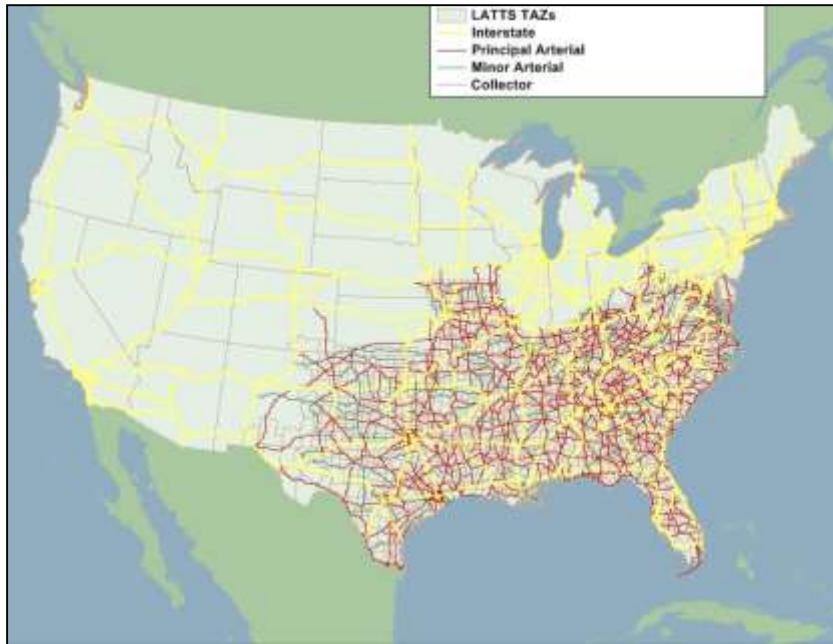 LATTS TAZs
Interstate
Principal Arterial
Minor Arterial
Collector